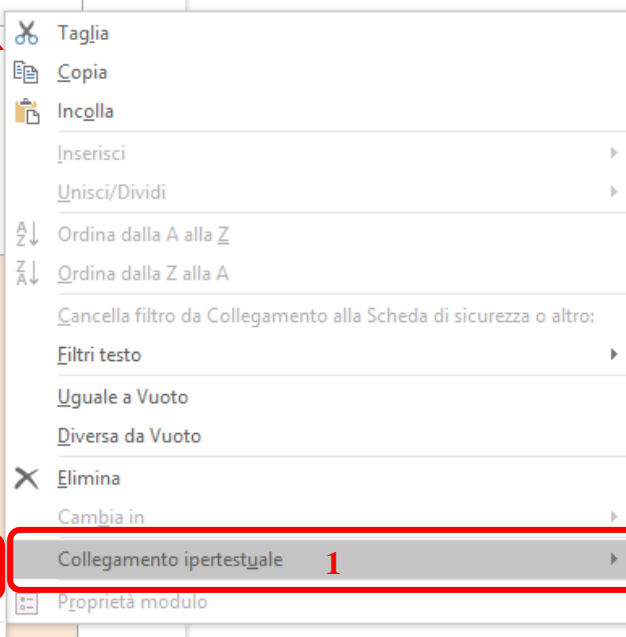 Taglia
Copia
Incolla
Inserisci
Unisci/Dividi
Ordina dalla A alla Z
Ordina dalla Z alla A
Cancella filtro da Collegamento alla Scheda di sicurezza o altro:
Filtri testo
Uguale a Vuoto
Diversa da Vuoto
Elimina
Cambia in
Collegamento ipertestuale 1
Proprietà modulo